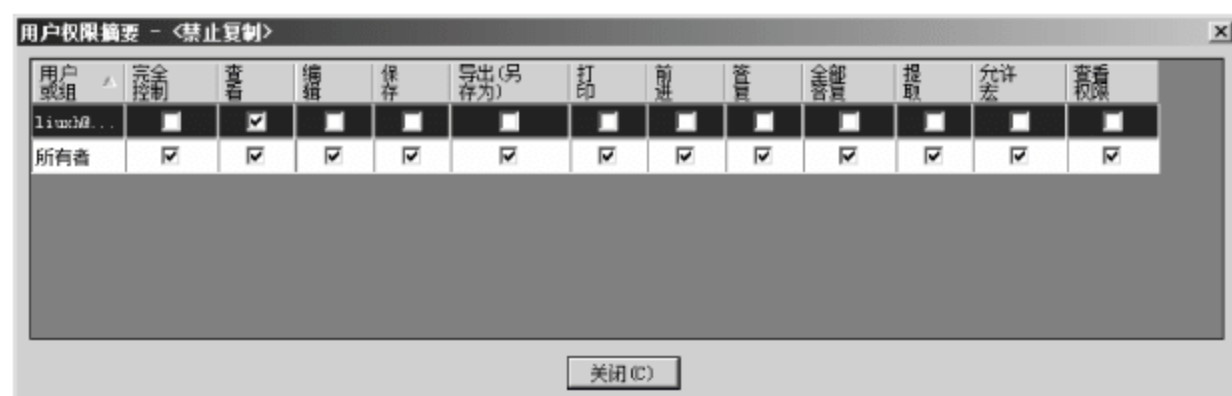 用户权限摘要 - <禁止复制>
用户或组 完全控制 查看 编辑 保存 导出(另存为) 打印 前进 答复 全部答复 提取 允许宏 查看权限
liuxh@...
所有者
关闭(C)